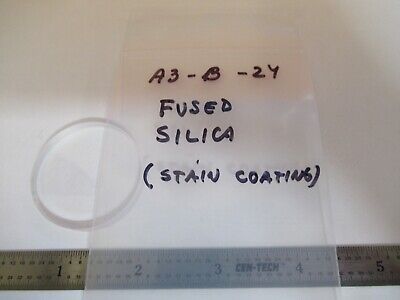 A3-B-24
FUSED
SILICA
(STAIN COATING)
1 2 3 CEN-TECH 4 5